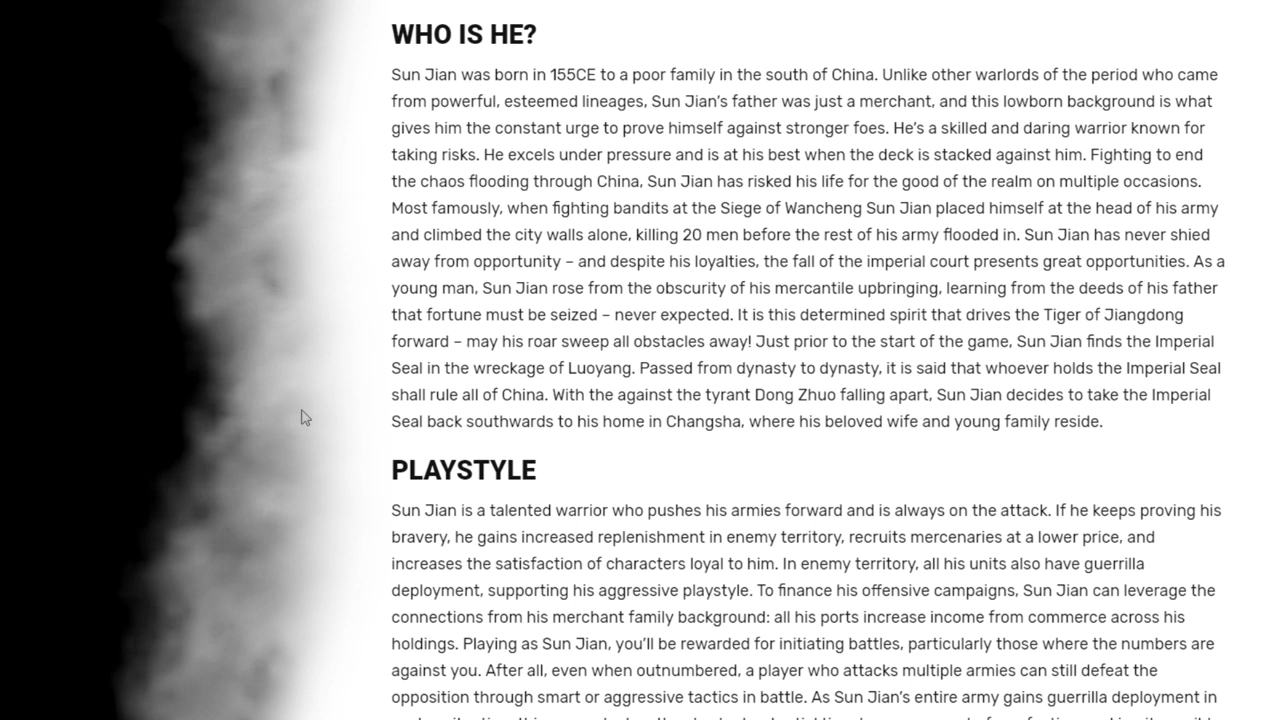 WHO IS HE?
Sun Jian was born in 155CE to a poor family in the south of China. Unlike other warlords of the period who came
from powerful, esteemed lineages, Sun Jian’s father was just a merchant, and this lowborn background is what
gives him the constant urge to prove himself against stronger foes. He’s a skilled and daring warrior known for
taking risks. He excels under pressure and is at his best when the deck is stacked against him. Fighting to end
the chaos flooding through China, Sun Jian has risked his life for the good of the realm on multiple occasions.
Most famously, when fighting bandits at the Siege of Wancheng Sun Jian placed himself at the head of his army
and climbed the city walls alone, killing 20 men before the rest of his army flooded in. Sun Jian has never shied
away from opportunity – and despite his loyalties, the fall of the imperial court presents great opportunities. As a
young man, Sun Jian rose from the obscurity of his mercantile upbringing, learning from the deeds of his father
that fortune must be seized – never expected. It is this determined spirit that drives the Tiger of Jiangdong
forward – may his roar sweep all obstacles away! Just prior to the start of the game, Sun Jian finds the Imperial
Seal in the wreckage of Luoyang. Passed from dynasty to dynasty, it is said that whoever holds the Imperial Seal
shall rule all of China. With the against the tyrant Dong Zhuo falling apart, Sun Jian decides to take the Imperial
Seal back southwards to his home in Changsha, where his beloved wife and young family reside.
PLAYSTYLE
Sun Jian is a talented warrior who pushes his armies forward and is always on the attack. If he keeps proving his
bravery, he gains increased replenishment in enemy territory, recruits mercenaries at a lower price, and
increases the satisfaction of characters loyal to him. In enemy territory, all his units also have guerrilla
deployment, supporting his aggressive playstyle. To finance his offensive campaigns, Sun Jian can leverage the
connections from his merchant family background: all his ports increase income from commerce across his
holdings. Playing as Sun Jian, you’ll be rewarded for initiating battles, particularly those where the numbers are
against you. After all, even when outnumbered, a player who attacks multiple armies can still defeat the
opposition through smart or aggressive tactics in battle. As Sun Jian’s entire army gains guerrilla deployment in